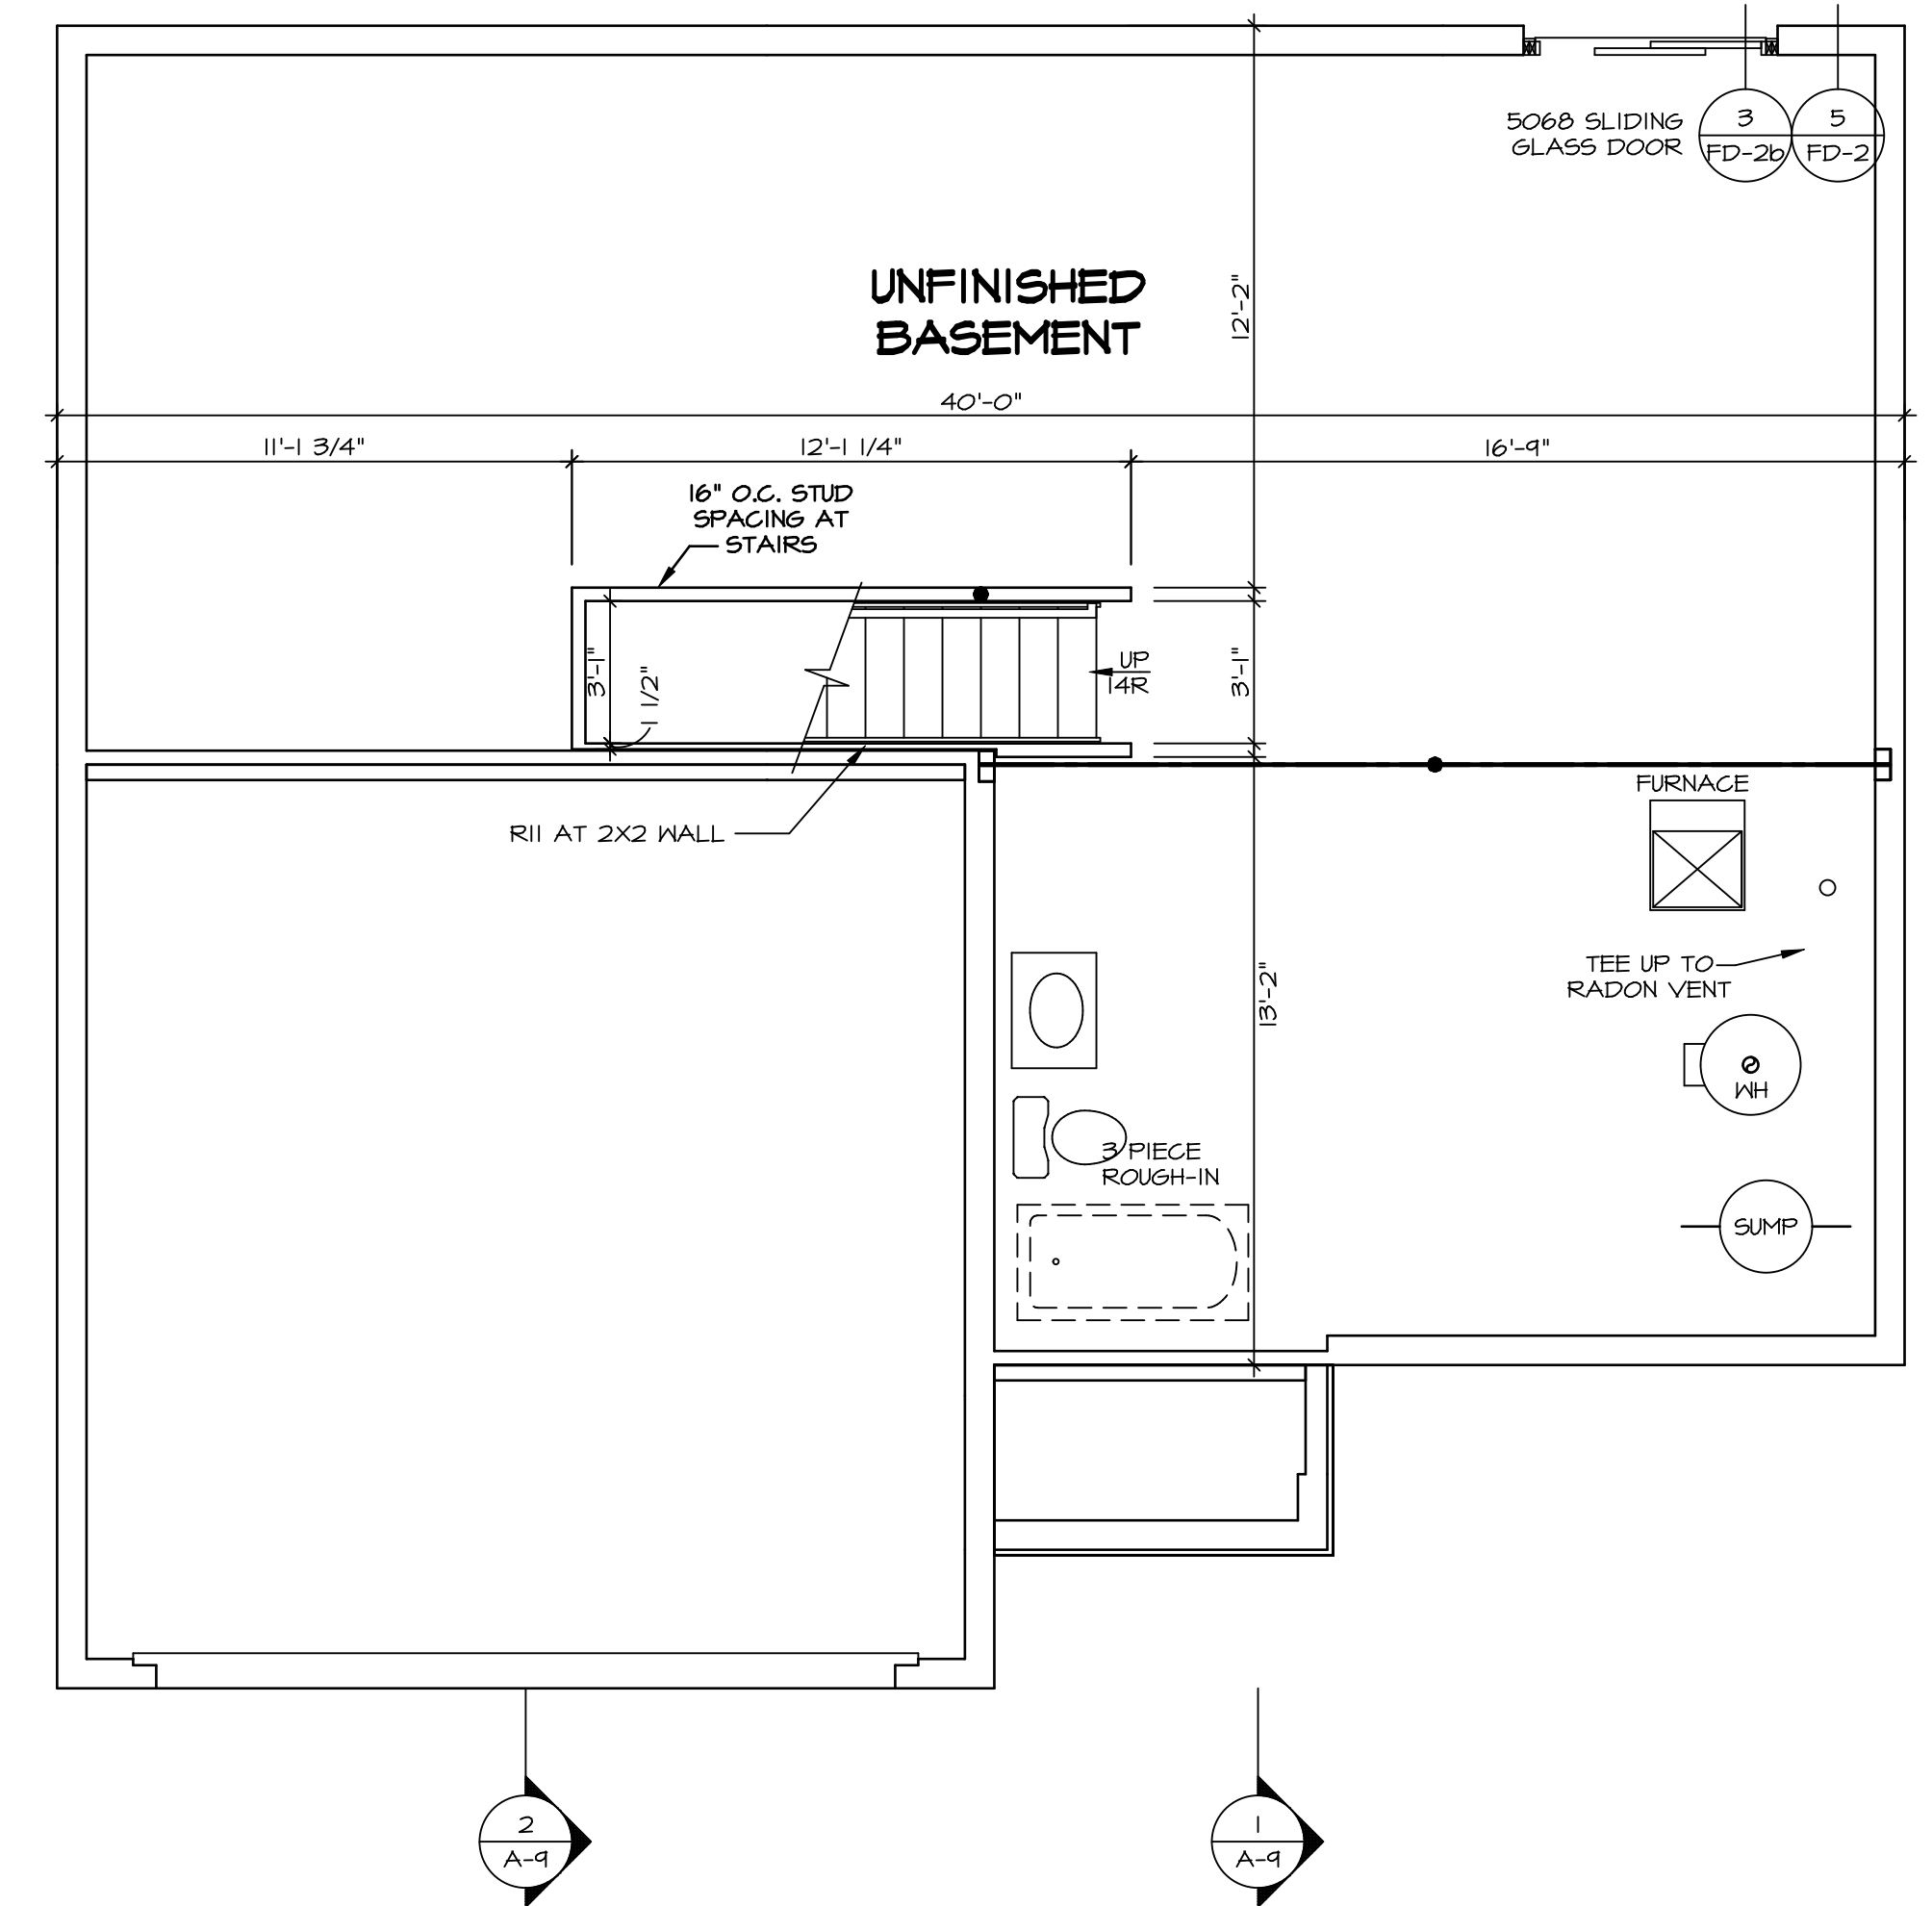 5068 SLIDING
GLASS DOOR
3
FD-2b
5
FD-2
UNFINISHED
BASEMENT
12'-2"
40'-0"
11'-1 3/4"
12'-1 1/4"
16'-9"
16" O.C. STUD
SPACING AT
STAIRS
3'-1"
1 1/2"
UP
14R
3'-1"
FURNACE
R11 AT 2X2 WALL
TEE UP TO
RADON VENT
13'-2"
WH
3 PIECE
ROUGH-IN
SUMP
2
A-9
1
A-9